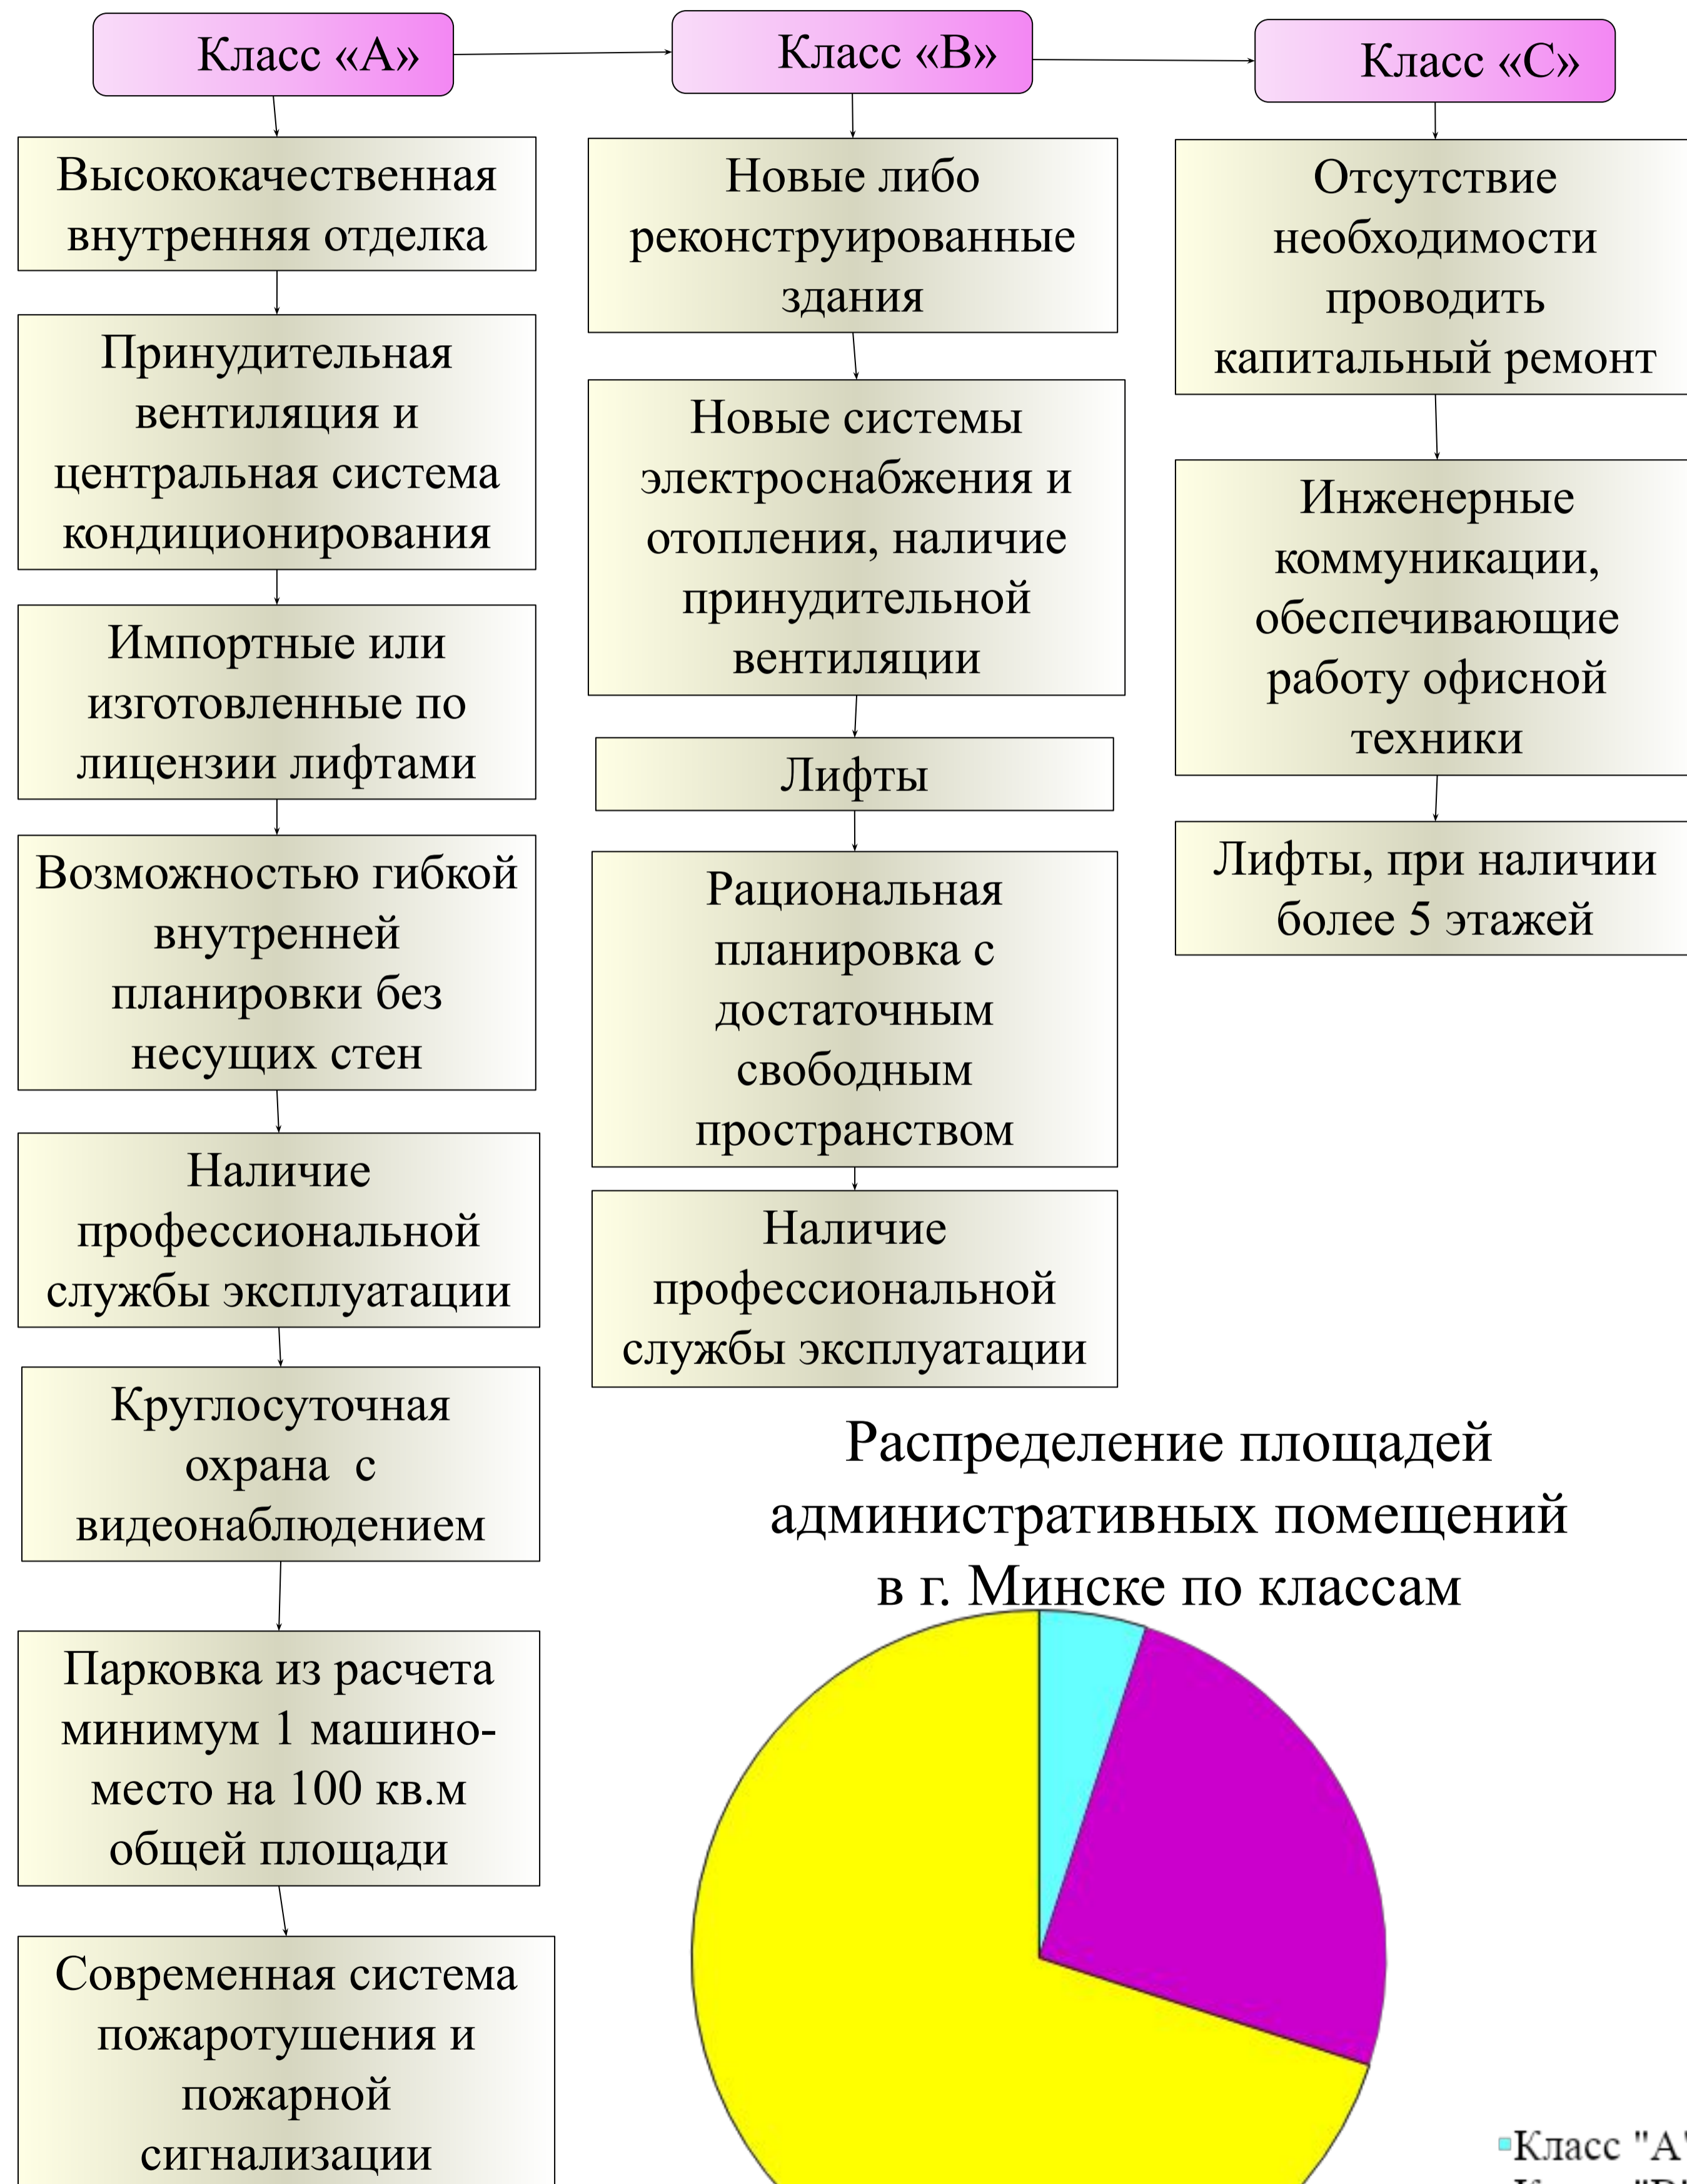 Класс «А»
Высококачественная
внутренняя отделка
Принудительная
вентиляция и
центральная система
кондиционирования
Импортные или
изготовленные по
лицензии лифтами
Возможностью гибкой
внутренней
планировки без
несущих стен
Наличие
профессиональной
службы эксплуатации
Круглосуточная
охрана с
видеонаблюдением
Парковка из расчета
минимум 1 машино-
место на 100 кв.м
общей площади
Современная система
пожаротушения и
пожарной
сигнализации
Класс «В»
Новые либо
реконструированные
здания
Новые системы
электроснабжения и
отопления, наличие
принудительной
вентиляции
Лифты
Рациональная
планировка с
достаточным
свободным
пространством
Наличие
профессиональной
службы эксплуатации
Класс «С»
Отсутствие
необходимости
проводить
капитальный ремонт
Инженерные
коммуникации,
обеспечивающие
работу офисной
техники
Лифты, при наличии
более 5 этажей
Распределение площадей
административных помещений
в г. Минске по классам
Класс "А"